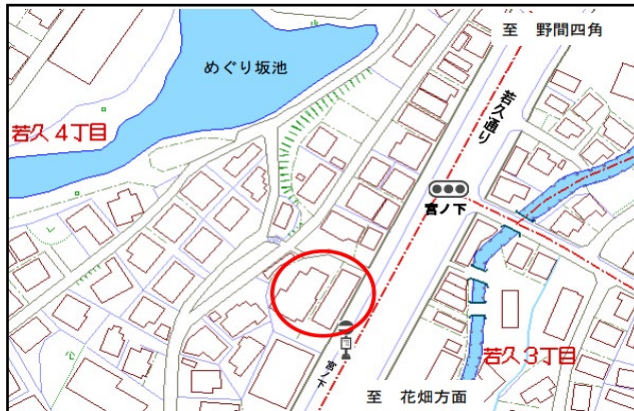 至 野間四角
めぐり坂池
若久4丁目
若久通り
宮ノ下
宮ノ下
若久3丁目
至 花畑方面